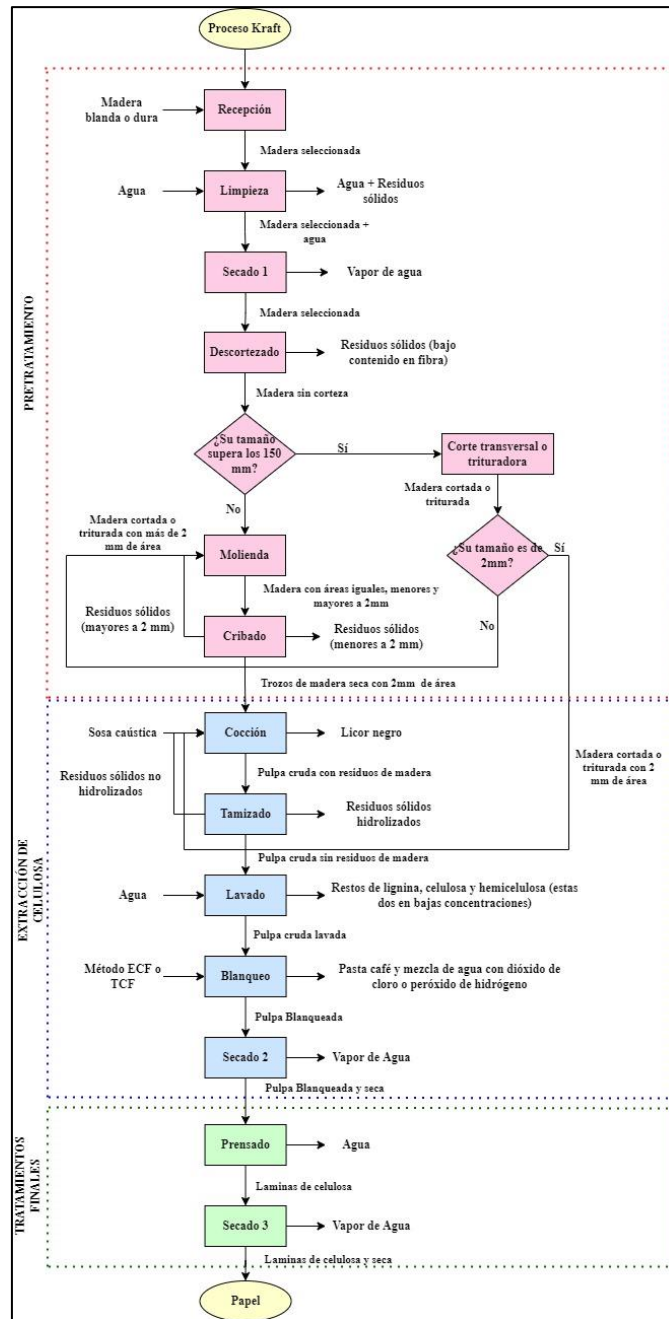 Proceso Kraft
PRETRATAMIENTO
Madera
blanda o dura
Recepción
Madera seleccionada
Agua
Limpieza
Agua + Residuos
sólidos
Madera seleccionada +
agua
Secado 1
Vapor de agua
Madera seleccionada
Descortezado
Residuos sólidos (bajo
contenido en fibra)
Madera sin corteza
¿Su tamaño
supera los 150
mm?
Sí
Corte transversal o
trituradora
No
Madera cortada o
triturada
Madera cortada o
triturada con más de 2
mm de área
Molienda
¿Su tamaño es de
2mm?
Sí
Madera con áreas iguales, menores y
mayores a 2mm
Residuos sólidos
(mayores a 2 mm)
Cribado
Residuos sólidos
(menores a 2 mm)
No
Trozos de madera seca con 2mm de área
EXTRACCIÓN DE
CELULOSA
Sosa caústica
Cocción
Licor negro
Madera cortada o
triturada con 2
mm de área
Pulpa cruda con resíduos de madera
Residuos sólidos no
hidrolizados
Tamizado
Residuos sólidos
hidrolizados
Pulpa cruda sin residuos de madera
Agua
Lavado
Restos de lignina, celulosa y hemicelulosa (estas
dos en bajas concentraciones)
Pulpa cruda lavada
Método ECF o
TCF
Blanqueo
Pasta café y mezcla de agua con dióxido de
cloro o peróxido de hidrógeno
Pulpa Blanqueada
Secado 2
Vapor de Agua
Pulpa Blanqueada y seca
TRATAMIENTOS
FINALES
Prensado
Agua
Laminas de celulosa
Secado 3
Vapor de Agua
Laminas de celulosa y seca
Papel